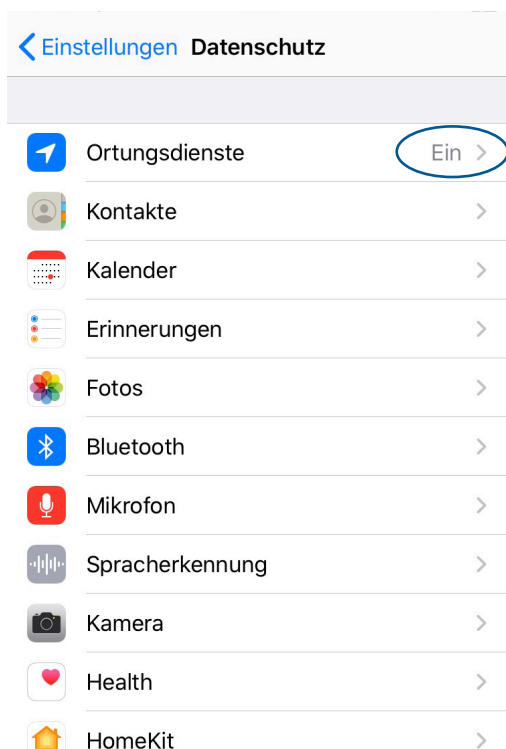 Einstellungen Datenschutz
Ortungsdienste Ein
Kontakte
Kalender
Erinnerungen
Fotos
Bluetooth
Mikrofon
Spracherkennung
Kamera
Health
HomeKit